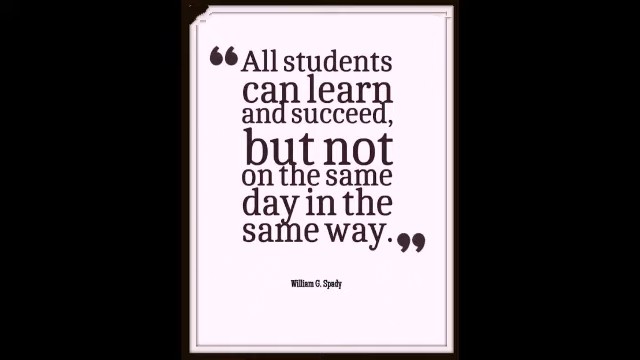 “All students
can learn
and succeed,
but not
on the same
day in the
same way.”
William G. Spady